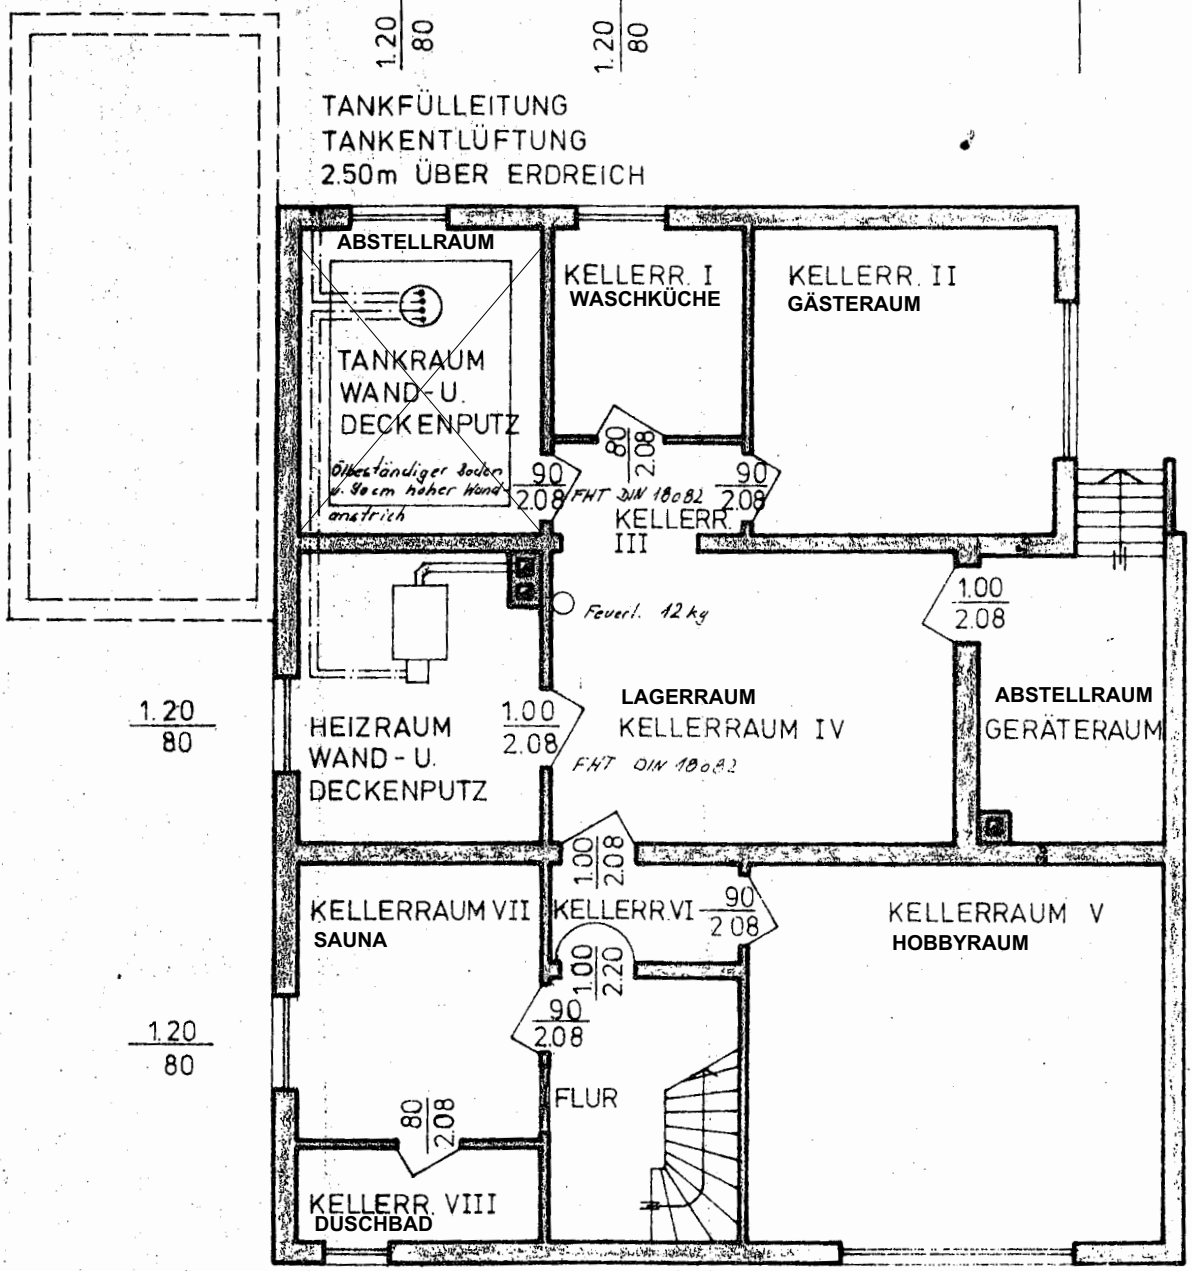 1.20
80
1.20
80
TANKFÜLLEITUNG
TANKENTLÜFTUNG
2.50m ÜBER ERDREICH
ABSTELLRAUM
KELLERR. I
WASCHKÜCHE
KELLERR. II
GÄSTERAUM
TANKRAUM
WAND-U.
DECKENPUTZ
Ölbeständiger Boden
u. 90cm hoher Wand-
anstrich
90
2.08
FHT DIN 18082
80
2.08
90
2.08
KELLERR.
III
Feuerl. 12 kg
1.00
2.08
LAGERRAUM
KELLERRAUM IV
ABSTELLRAUM
GERÄTERAUM
1.20
80
HEIZRAUM
WAND-U.
DECKENPUTZ
1.00
2.08
FHT DIN 18082
1.00
2.08
KELLERRAUM VII
SAUNA
KELLERR.VI
90
2.08
KELLERRAUM V
HOBBYRAUM
1.00
2.20
90
2.08
1.20
80
FLUR
80
2.08
KELLERR. VIII
DUSCHBAD